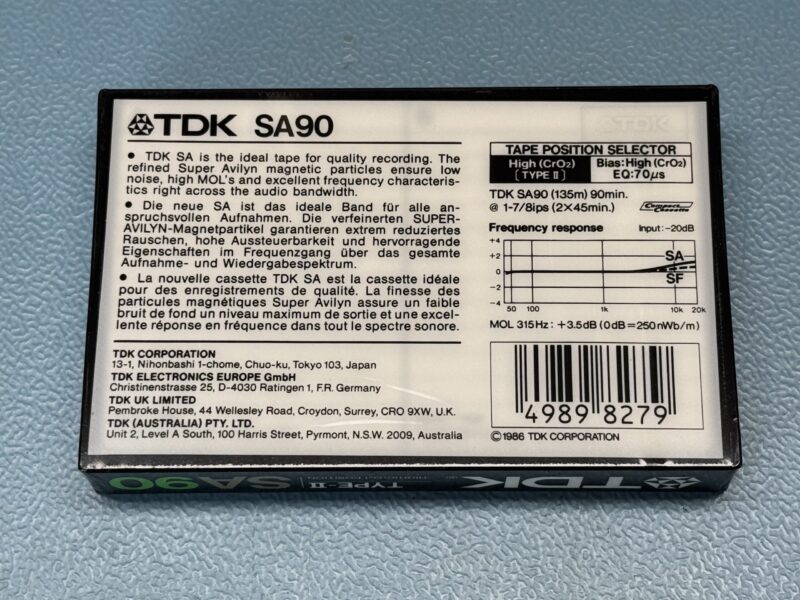 TDK SA90
• TDK SA is the ideal tape for quality recording. The
refined Super Avilyn magnetic particles ensure low
noise, high MOL's and excellent frequency characteris-
tics right across the audio bandwidth.
• Die neue SA ist das ideale Band für alle an-
spruchsvollen Aufnahmen. Die verfeinerten SUPER-
AVILYN-Magnetpartikel garantieren extrem reduziertes
Rauschen, hohe Aussteuerbarkeit und hervorragende
Eigenschaften im Frequenzgang über das gesamte
Aufnahme- und Wiedergabespektrum.
• La nouvelle cassette TDK SA est la cassette idéale
pour des enregistrements de qualité. La finesse des
particules magnétiques Super Avilyn assure un faible
bruit de fond un niveau maximum de sortie et une excel-
lente réponse en fréquence dans tout le spectre sonore.
TDK CORPORATION
13-1, Nihonbashi 1-chome, Chuo-ku, Tokyo 103, Japan
TDK ELECTRONICS EUROPE GmbH
Christinenstrasse 25, D-4030 Ratingen 1, F.R. Germany
TDK UK LIMITED
Pembroke House, 44 Wellesley Road, Croydon, Surrey, CRO 9XW, U.K.
TDK (AUSTRALIA) PTY. LTD.
Unit 2, Level A South, 100 Harris Street, Pyrmont, N.S.W. 2009, Australia
TAPE POSITION SELECTOR
High (CrO2)
[TYPE II]
Bias: High (CrO2)
EQ: 70µs
TDK SA90 (135m) 90min.
@ 1-7/8ips (2×45min.)
Compact Cassette
Frequency response Input: -20dB
+4
+2
0
-2
-4
SA
SF
50 100 1k 10k 20k
MOL 315Hz: +3.5dB (0dB=250nWb/m)
4989 8279
© 1986 TDK CORPORATION
TDK
TYPE-II
SA90